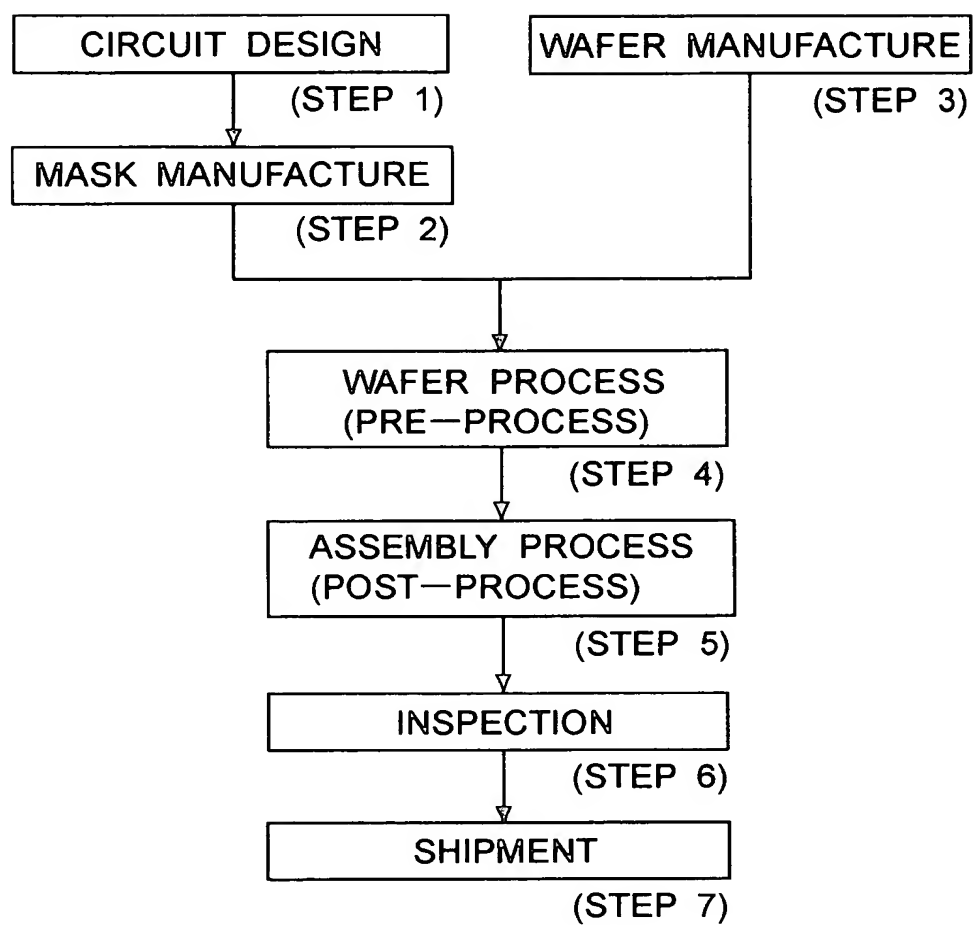 CIRCUIT DESIGN
(STEP 1)
WAFER MANUFACTURE
(STEP 3)
MASK MANUFACTURE
(STEP 2)
WAFER PROCESS
(PRE—PROCESS)
(STEP 4)
ASSEMBLY PROCESS
(POST—PROCESS)
(STEP 5)
INSPECTION
(STEP 6)
SHIPMENT
(STEP 7)